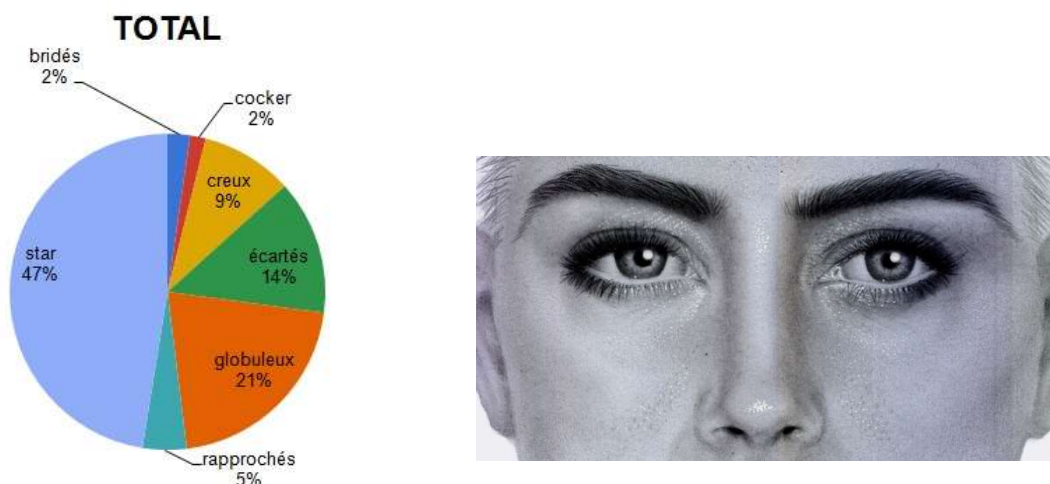 TOTAL
bridés
2%
cocker
2%
creux
9%
écartés
14%
star
47%
globuleux
21%
rapprochés
5%